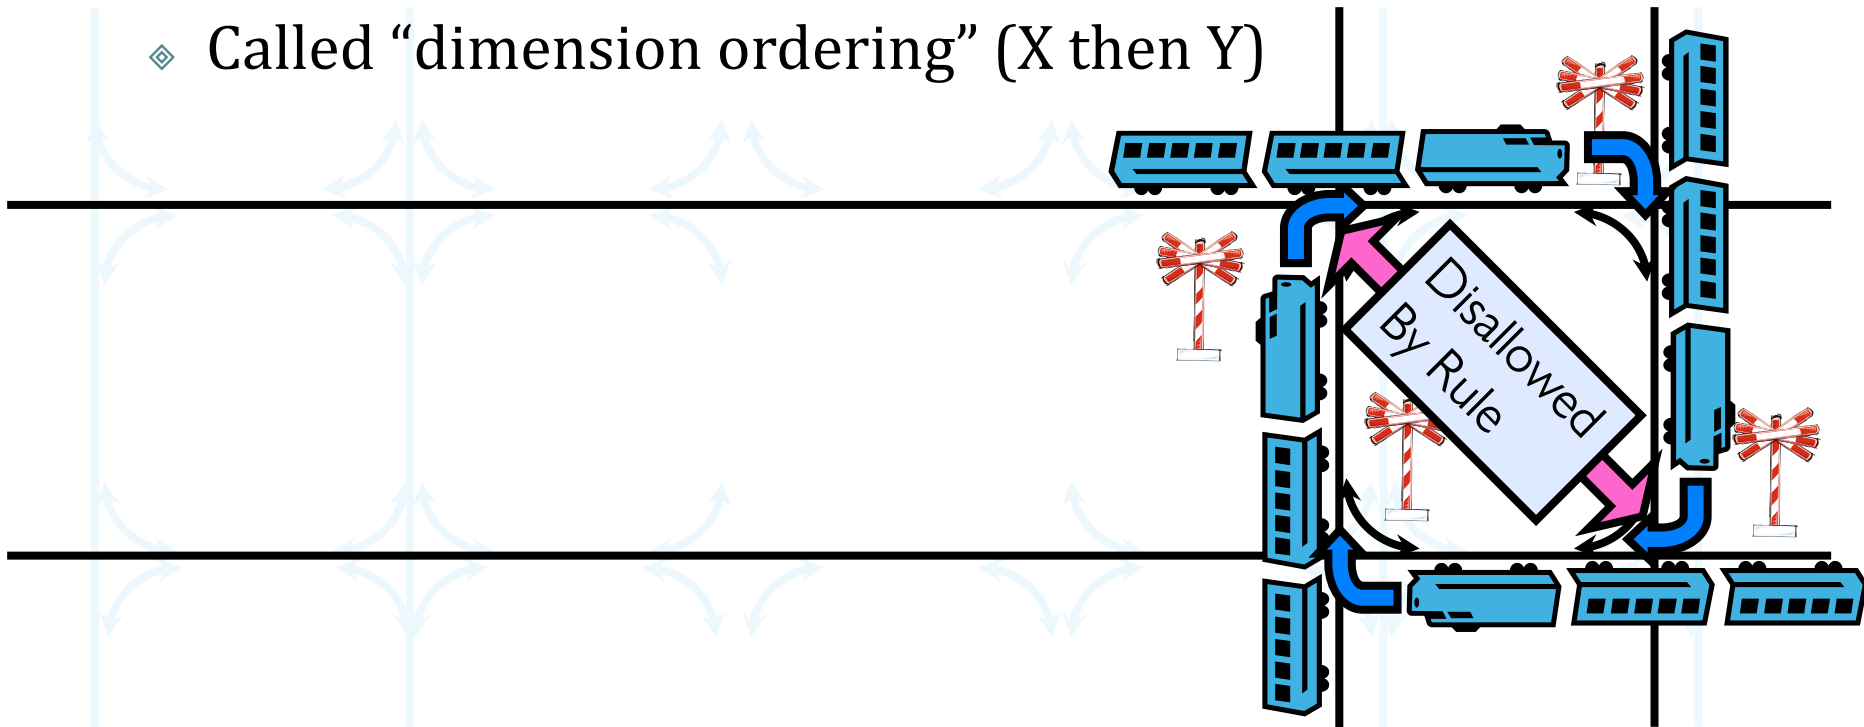 Called “dimension ordering” (X then Y)
Disallowed
By Rule